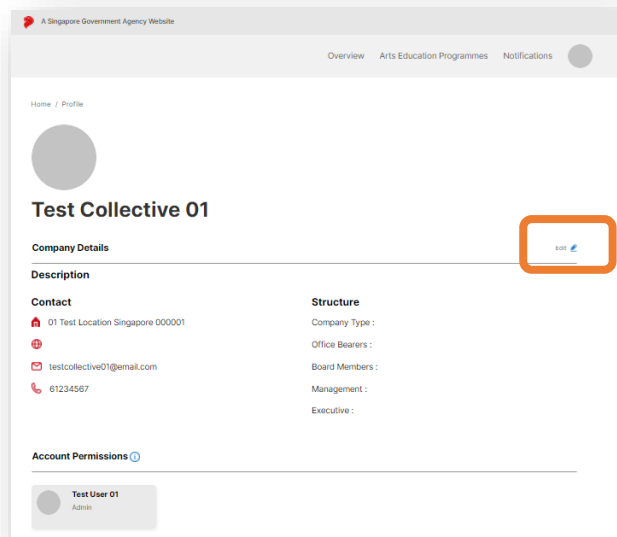 A Singapore Government Agency Website
Overview Arts Education Programmes Notifications
Home / Profile
Test Collective 01
Company Details
Edit
Description
Contact
Structure
01 Test Location Singapore 000001
Company Type :
Office Bearers :
testcollective01@email.com
Board Members :
61234567
Management :
Executive :
Account Permissions
Test User 01
Admin